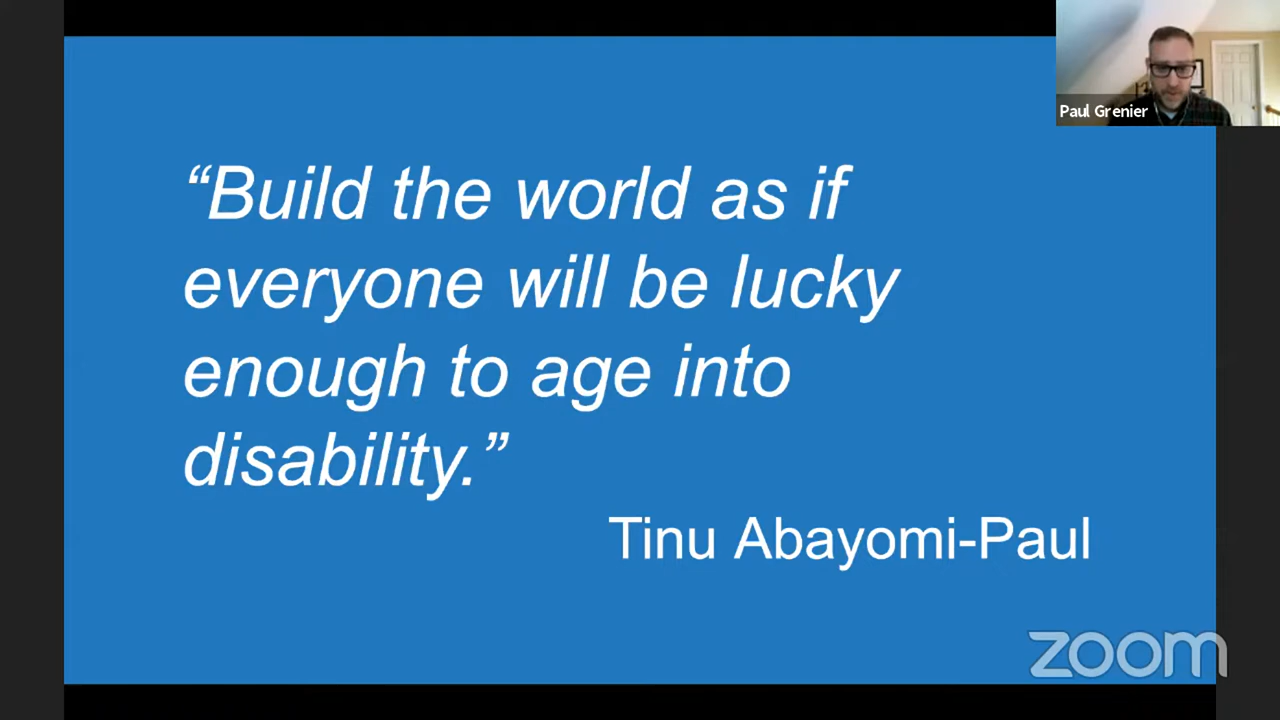 Paul Grenier
“Build the world as if
everyone will be lucky
enough to age into
disability.”
Tinu Abayomi-Paul
zoom